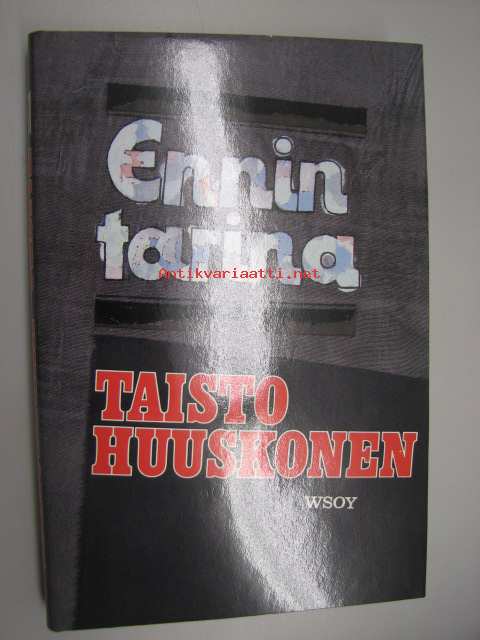 Ennin
tarina
Antikvariaatti.net
TAISTO
HUUSKONEN
WSOY